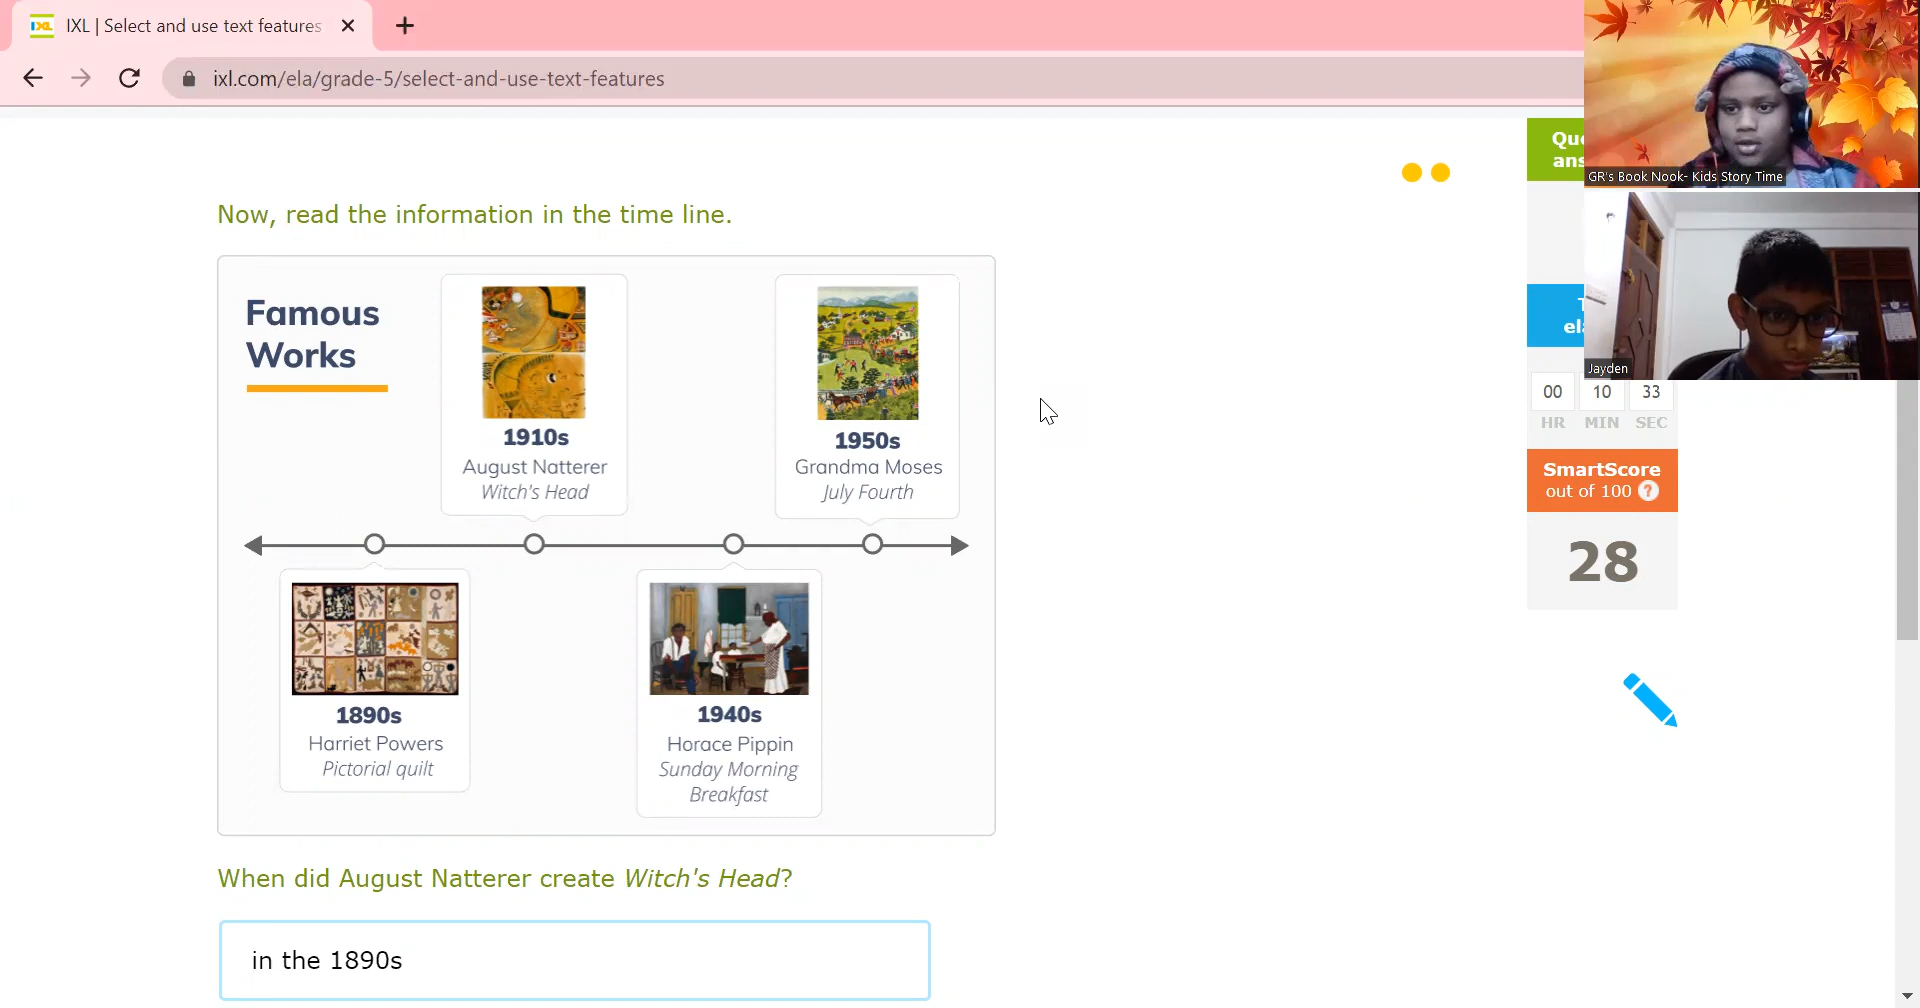 IXL | Select and use text features
ixl.com/ela/grade-5/select-and-use-text-features
GR's Book Nook- Kids Story Time
Jayden
Now, read the information in the time line.
Famous
Works
1910s
August Natterer
Witch's Head
1950s
Grandma Moses
July Fourth
1890s
Harriet Powers
Pictorial quilt
1940s
Horace Pippin
Sunday Morning
Breakfast
When did August Natterer create Witch's Head?
in the 1890s
00 10 33
HR MIN SEC
SmartScore
out of 100 ?
28